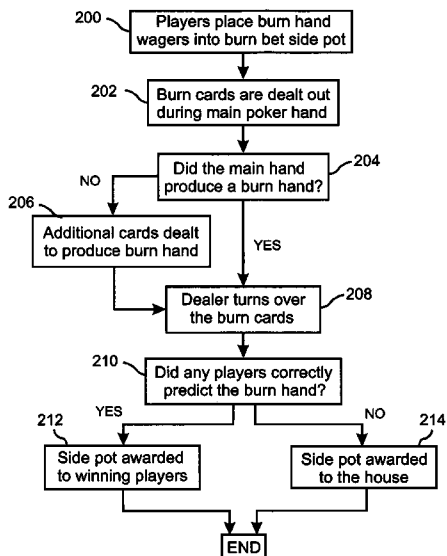 200
Players place burn hand
wagers into burn bet side pot
202
Burn cards are dealt out
during main poker hand
204
Did the main hand
produce a burn hand?
NO
206
Additional cards dealt
to produce burn hand
YES
208
Dealer turns over
the burn cards
210
Did any players correctly
predict the burn hand?
YES
NO
212
Side pot awarded
to winning players
214
Side pot awarded
to the house
END